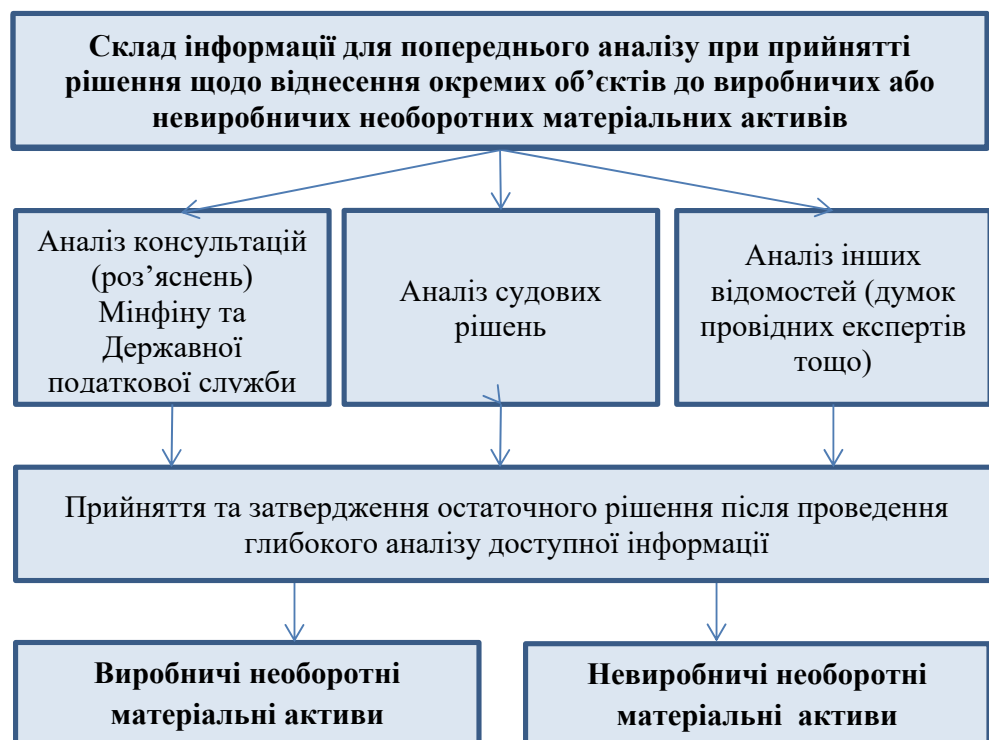 Склад інформації для попереднього аналізу при прийнятті
рішення щодо віднесення окремих об’єктів до виробничих або
невиробничих необоротних матеріальних активів
Аналіз консультацій
(роз’яснень)
Мінфіну та
Державної
податкової служби
Аналіз судових
рішень
Аналіз інших
відомостей (думок
провідних експертів
тощо)
Прийняття та затвердження остаточного рішення після проведення
глибокого аналізу доступної інформації
Виробничі необоротні
матеріальні активи
Невиробничі необоротні
матеріальні активи